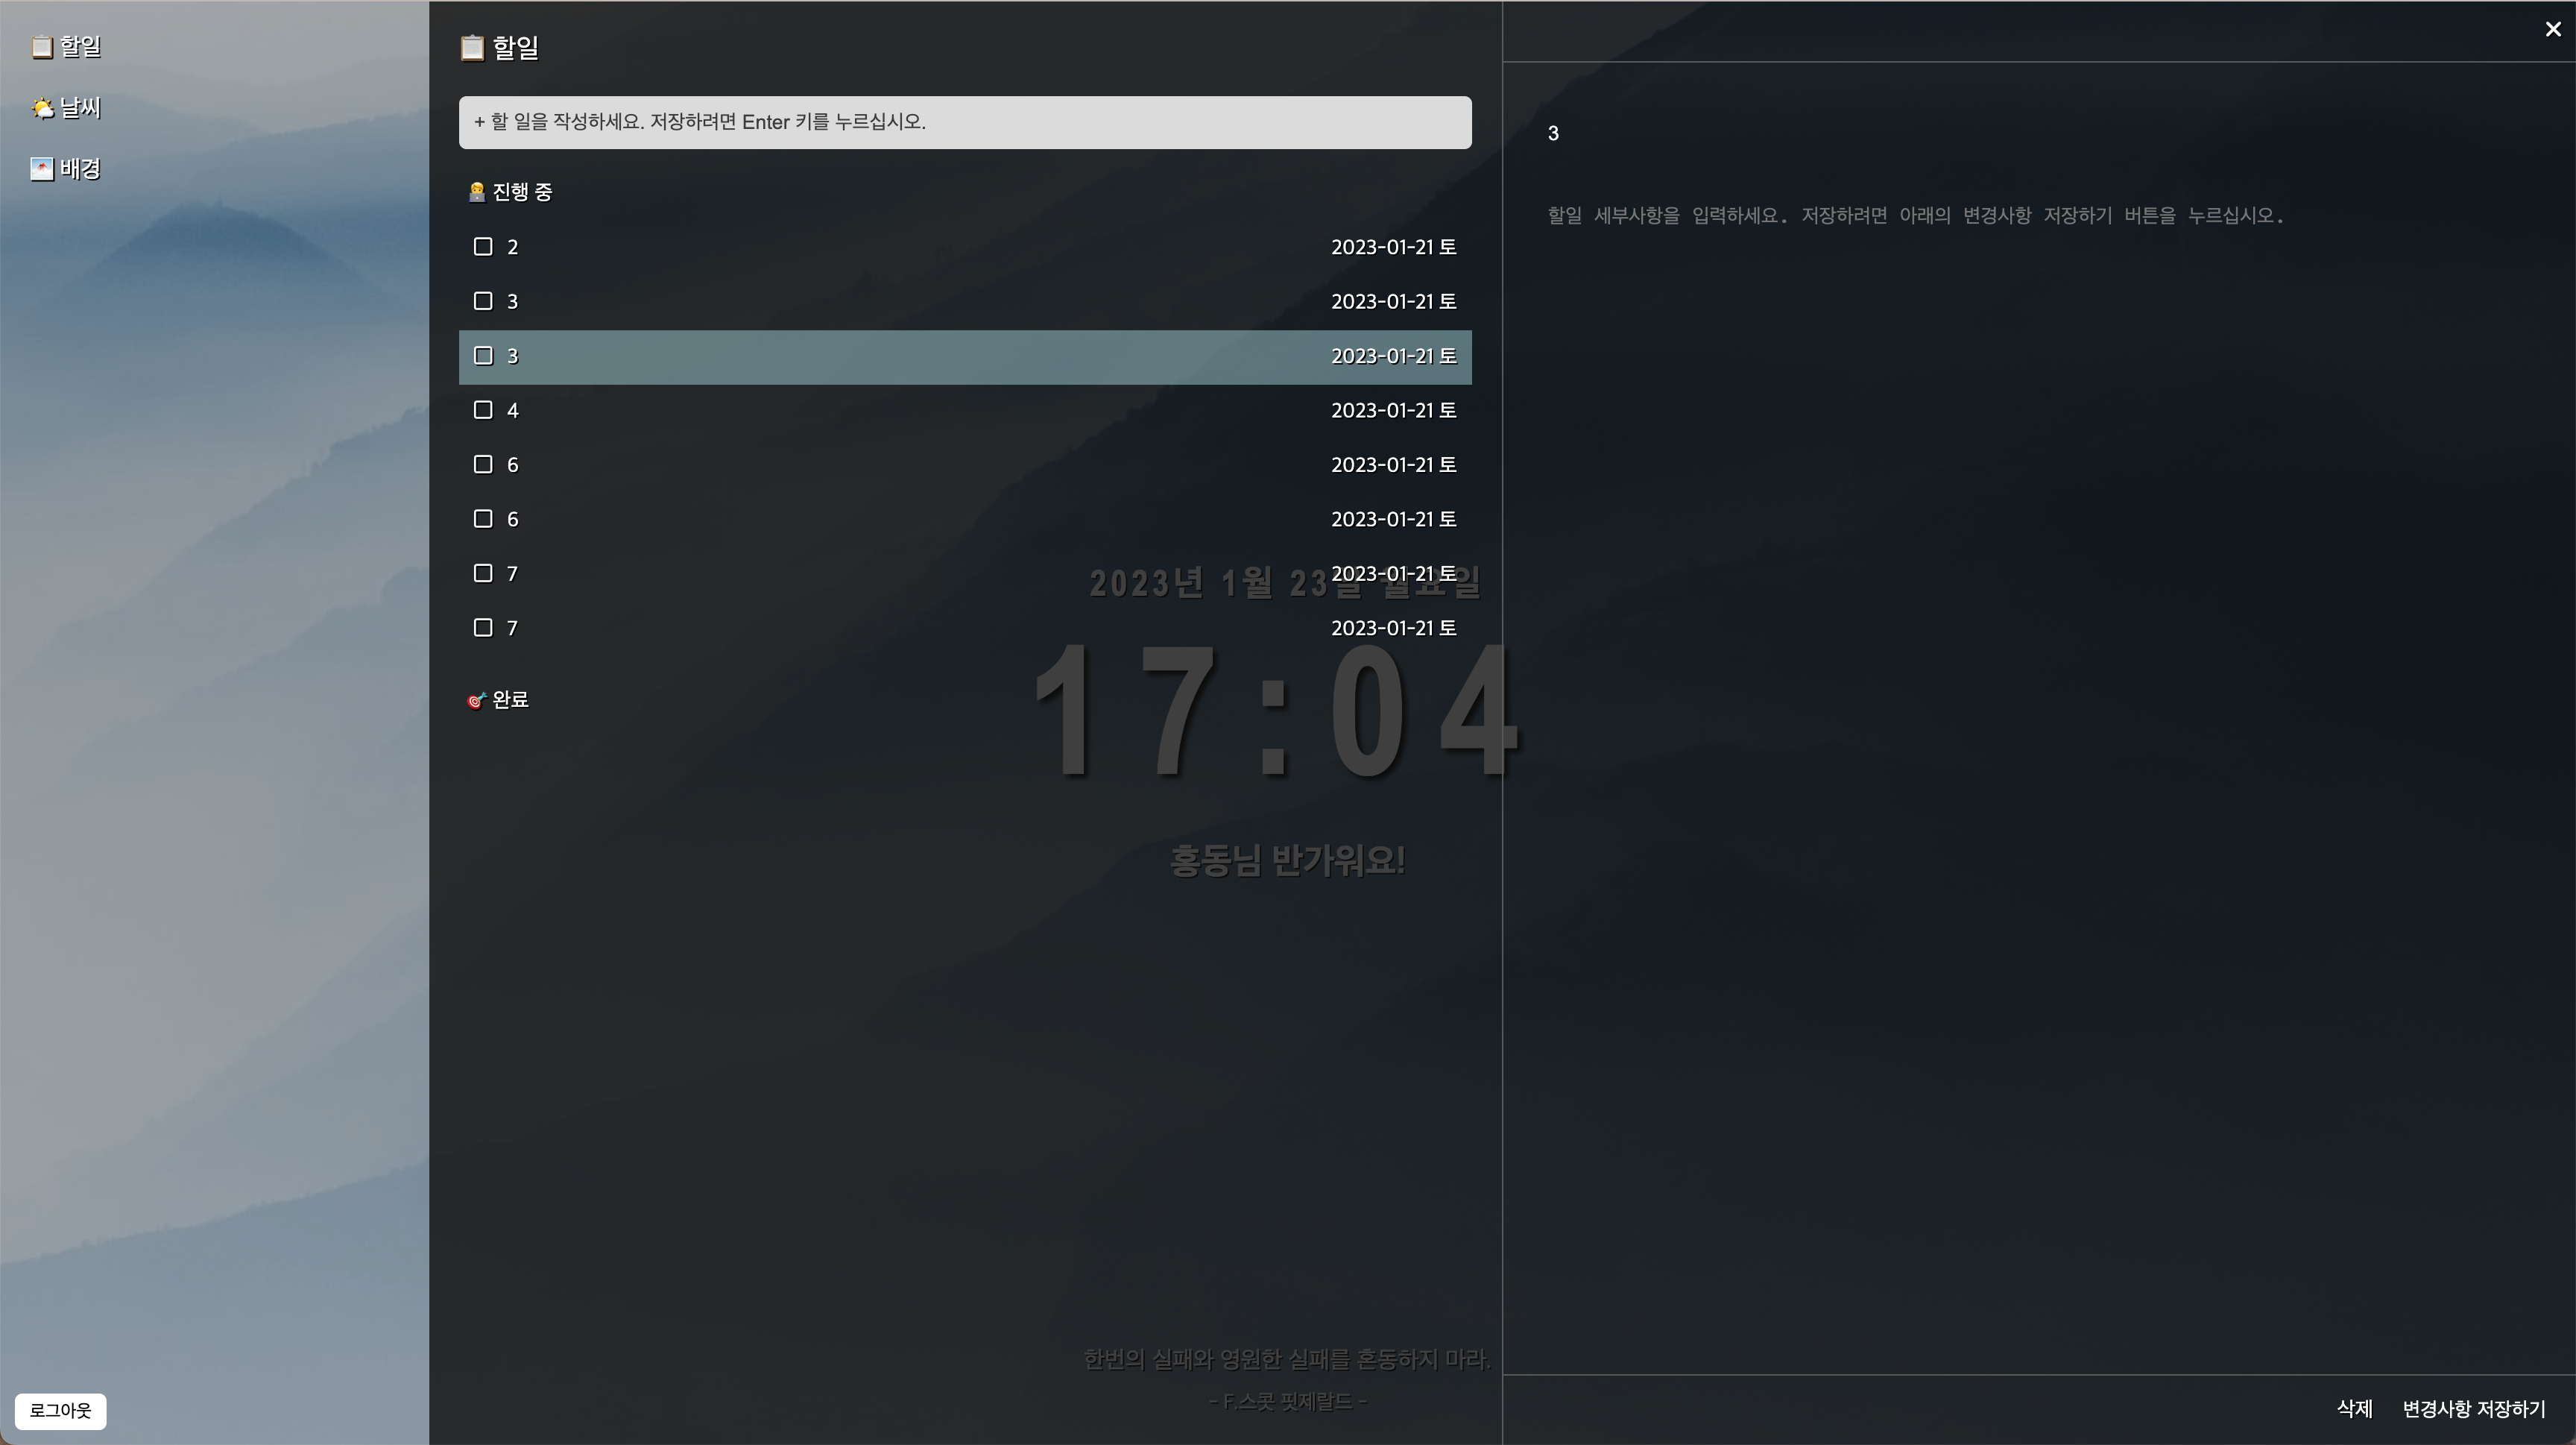 할일
날씨
배경
로그아웃
할일
+ 할 일을 작성하세요. 저장하려면 Enter 키를 누르십시오.
진행 중
2 2023-01-21 토
3 2023-01-21 토
3 2023-01-21 토
4 2023-01-21 토
6 2023-01-21 토
6 2023-01-21 토
7 2023-01-21 토
7 2023-01-21 토
완료
2023년 1월 23일 월요일
17:04
홍동님 반가워요!
한번의 실패와 영원한 실패를 혼동하지 마라.
- F.스콧 핏제랄드 -
3
할일 세부사항을 입력하세요. 저장하려면 아래의 변경사항 저장하기 버튼을 누르십시오.
삭제 변경사항 저장하기